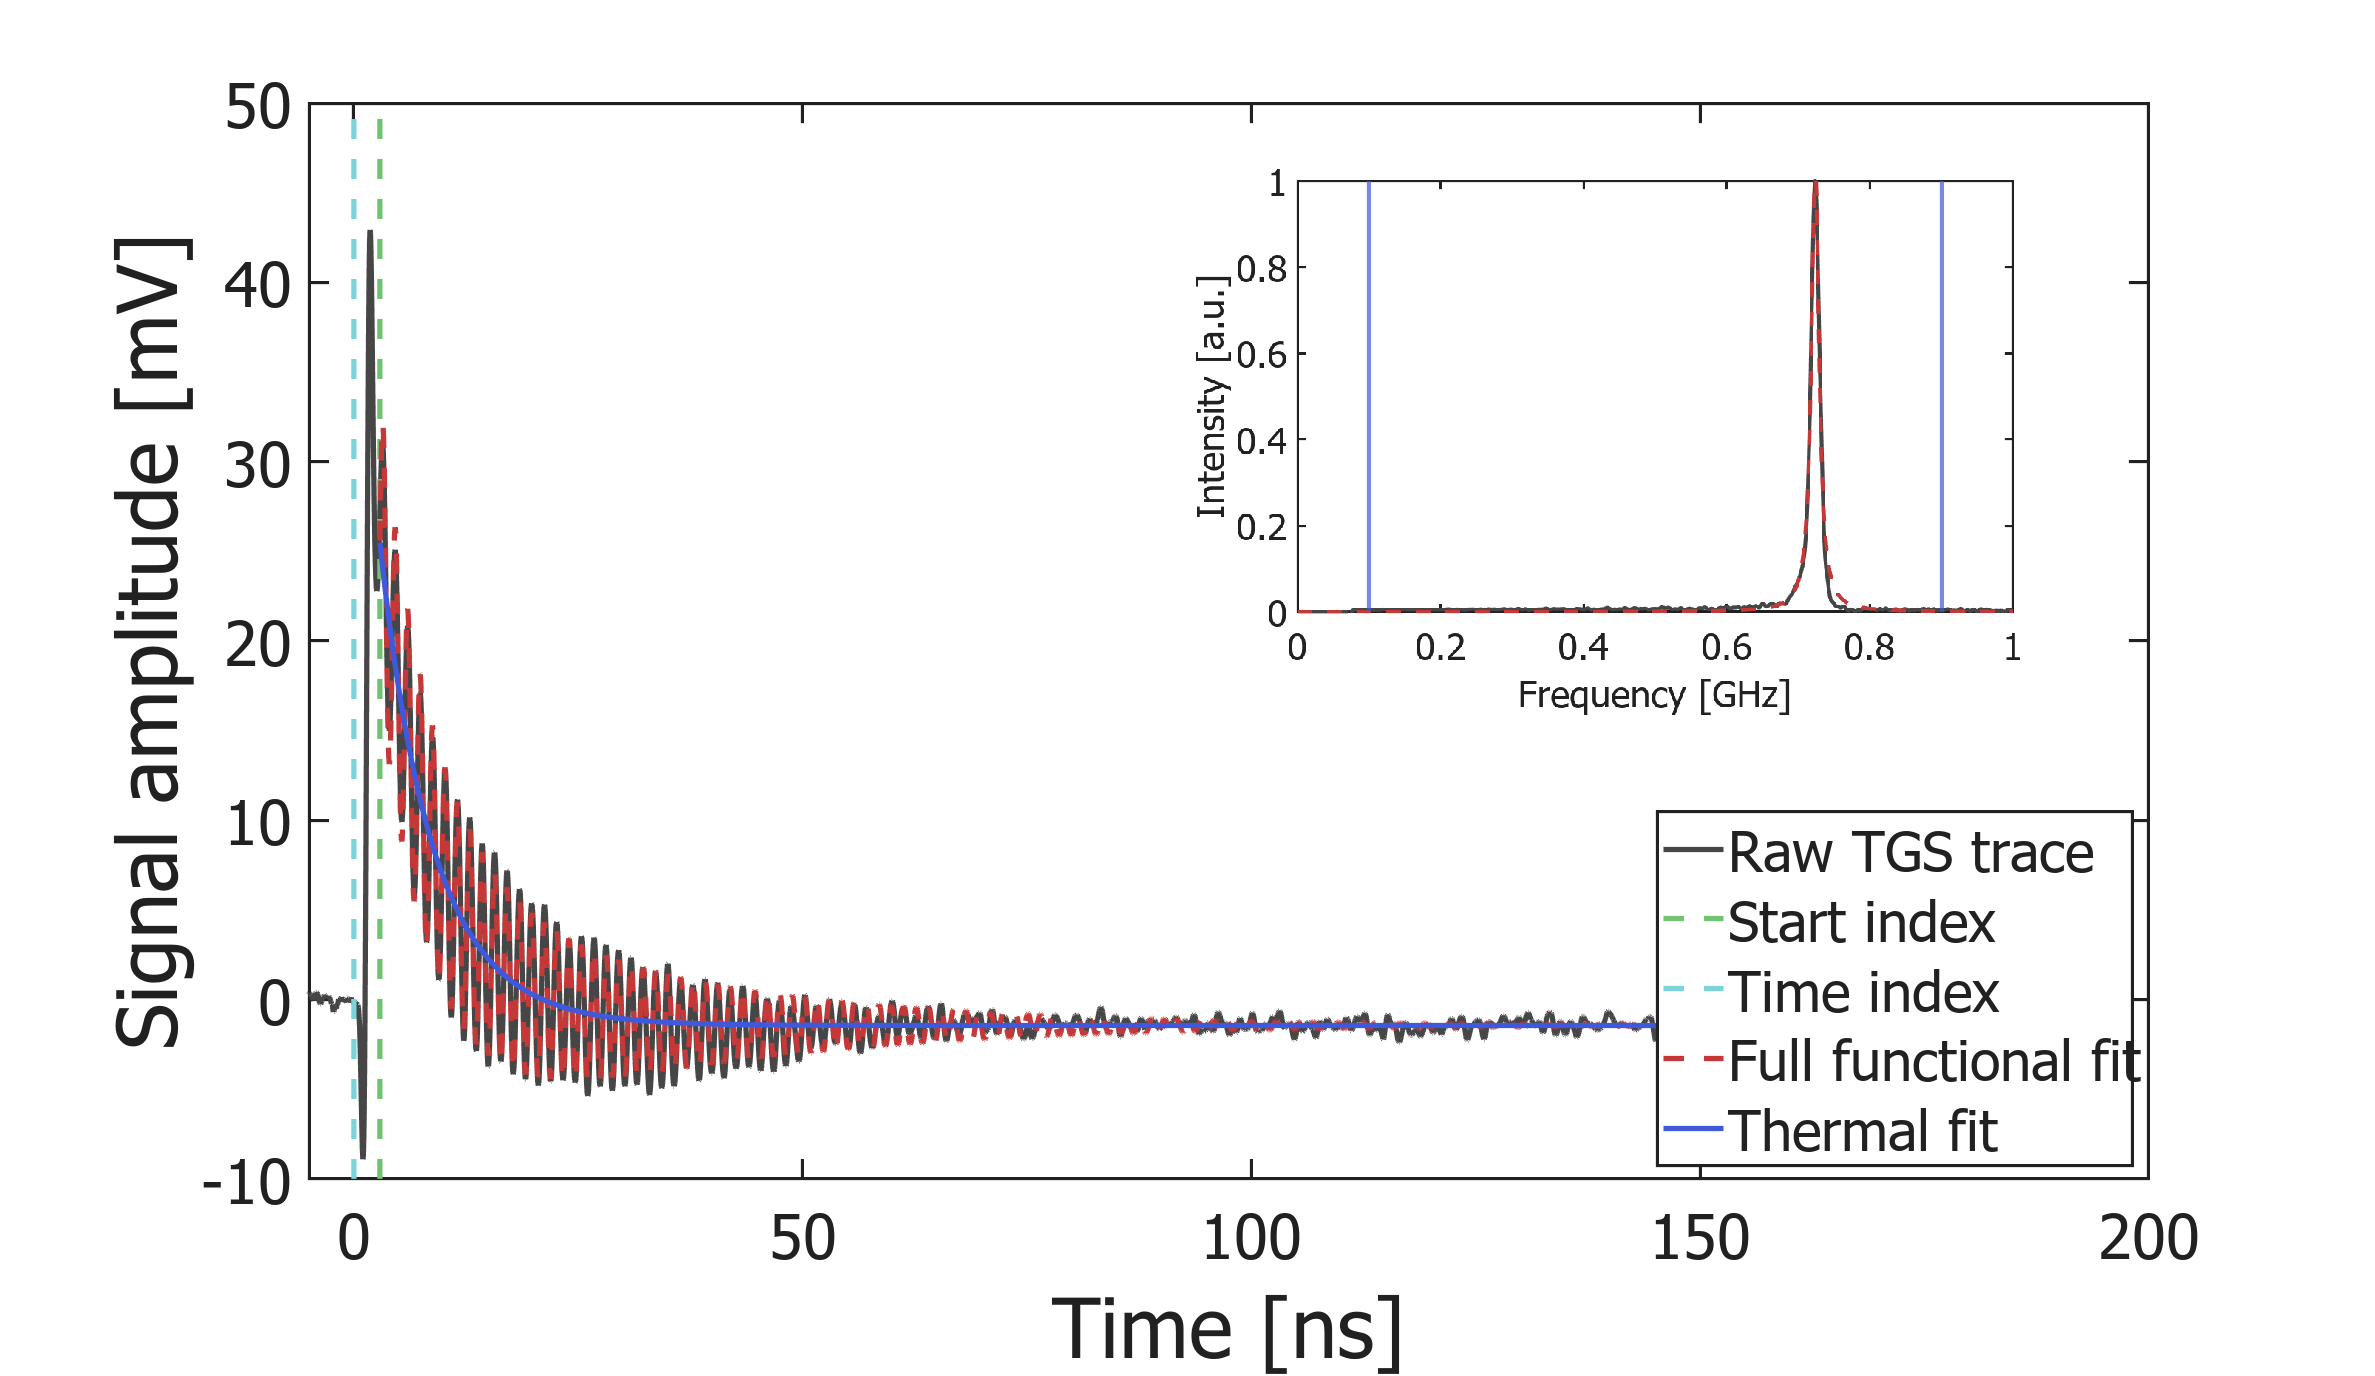 Signal amplitude [mV]
50
40
30
20
10
0
-10
0 50 100 150 200
Time [ns]
Intensity [a.u.]
1
0.8
0.6
0.4
0.2
0
0 0.2 0.4 0.6 0.8 1
Frequency [GHz]
Raw TGS trace
Start index
Time index
Full functional fit
Thermal fit